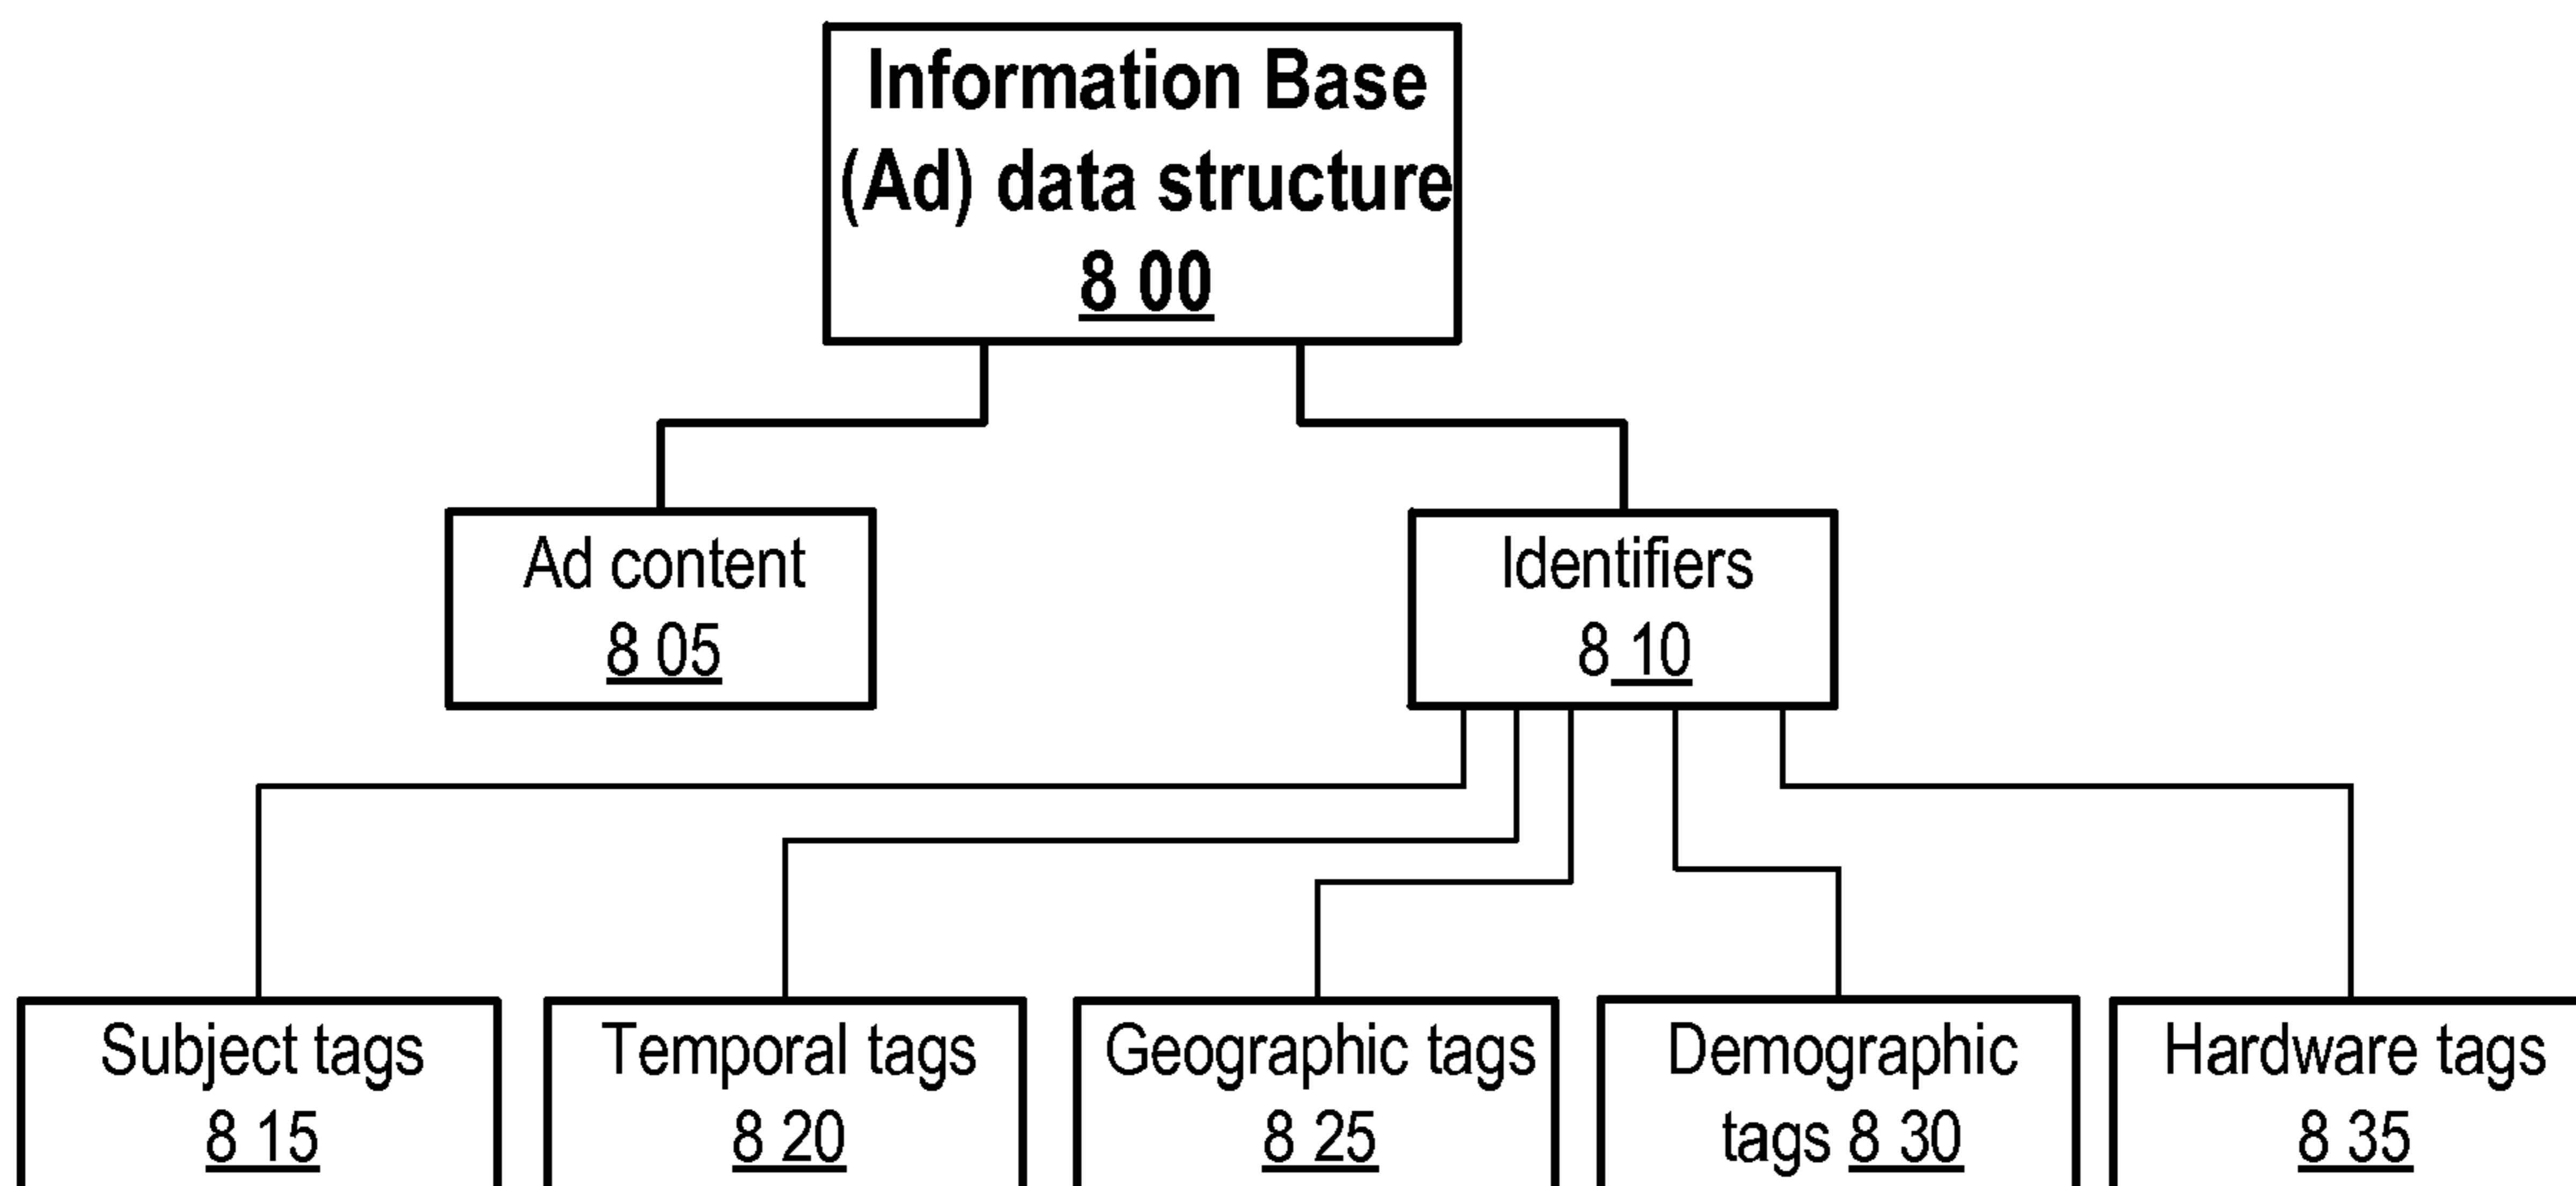 Information Base
(Ad) data structure
8 00
Ad content
8 05
Identifiers
8 10
Subject tags
8 15
Temporal tags
8 20
Geographic tags
8 25
Demographic
tags 8 30
Hardware tags
8 35